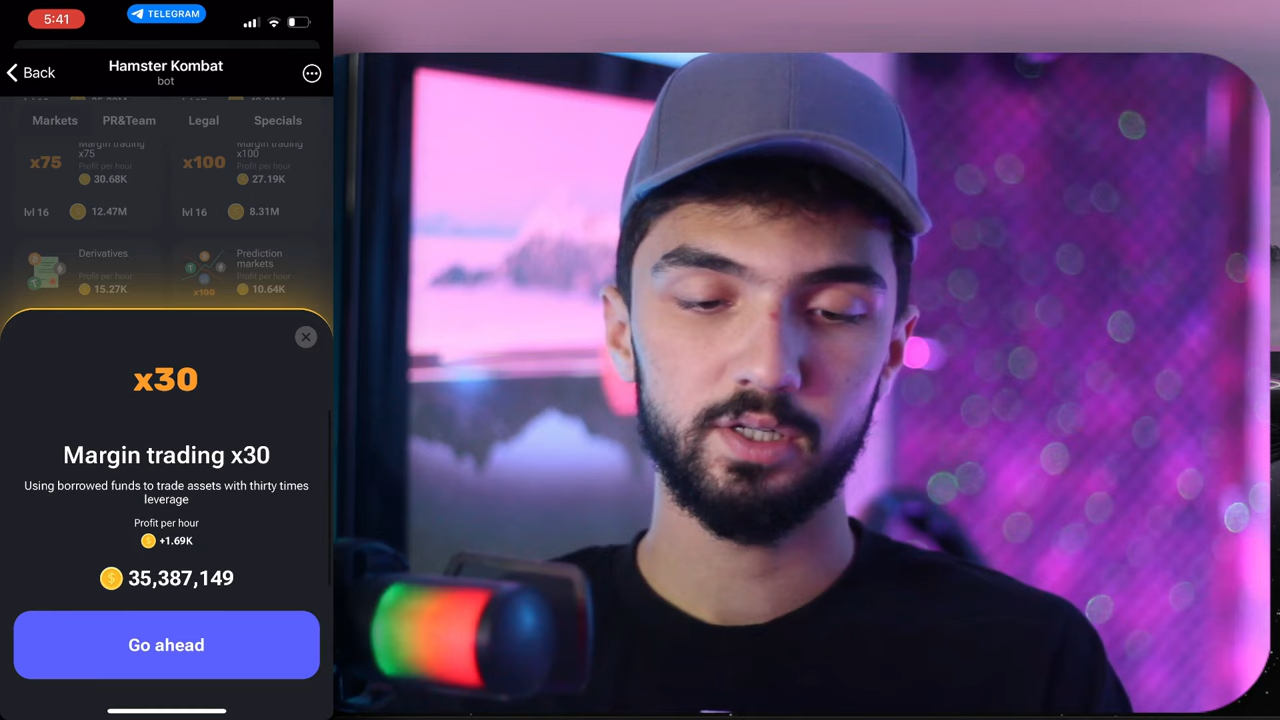 5:41
TELEGRAM
Back
Hamster Kombat
bot
Markets PR&Team Legal Specials
x75
Margin trading
x75
Profit per hour
30.68K
lvl 16
12.47M
x100
Margin trading
x100
Profit per hour
27.19K
lvl 16
8.31M
Derivatives
Profit per hour
15.27K
x100
Prediction
markets
Profit per hour
10.64K
x30
Margin trading x30
Using borrowed funds to trade assets with thirty times
leverage
Profit per hour
+1.69K
35,387,149
Go ahead